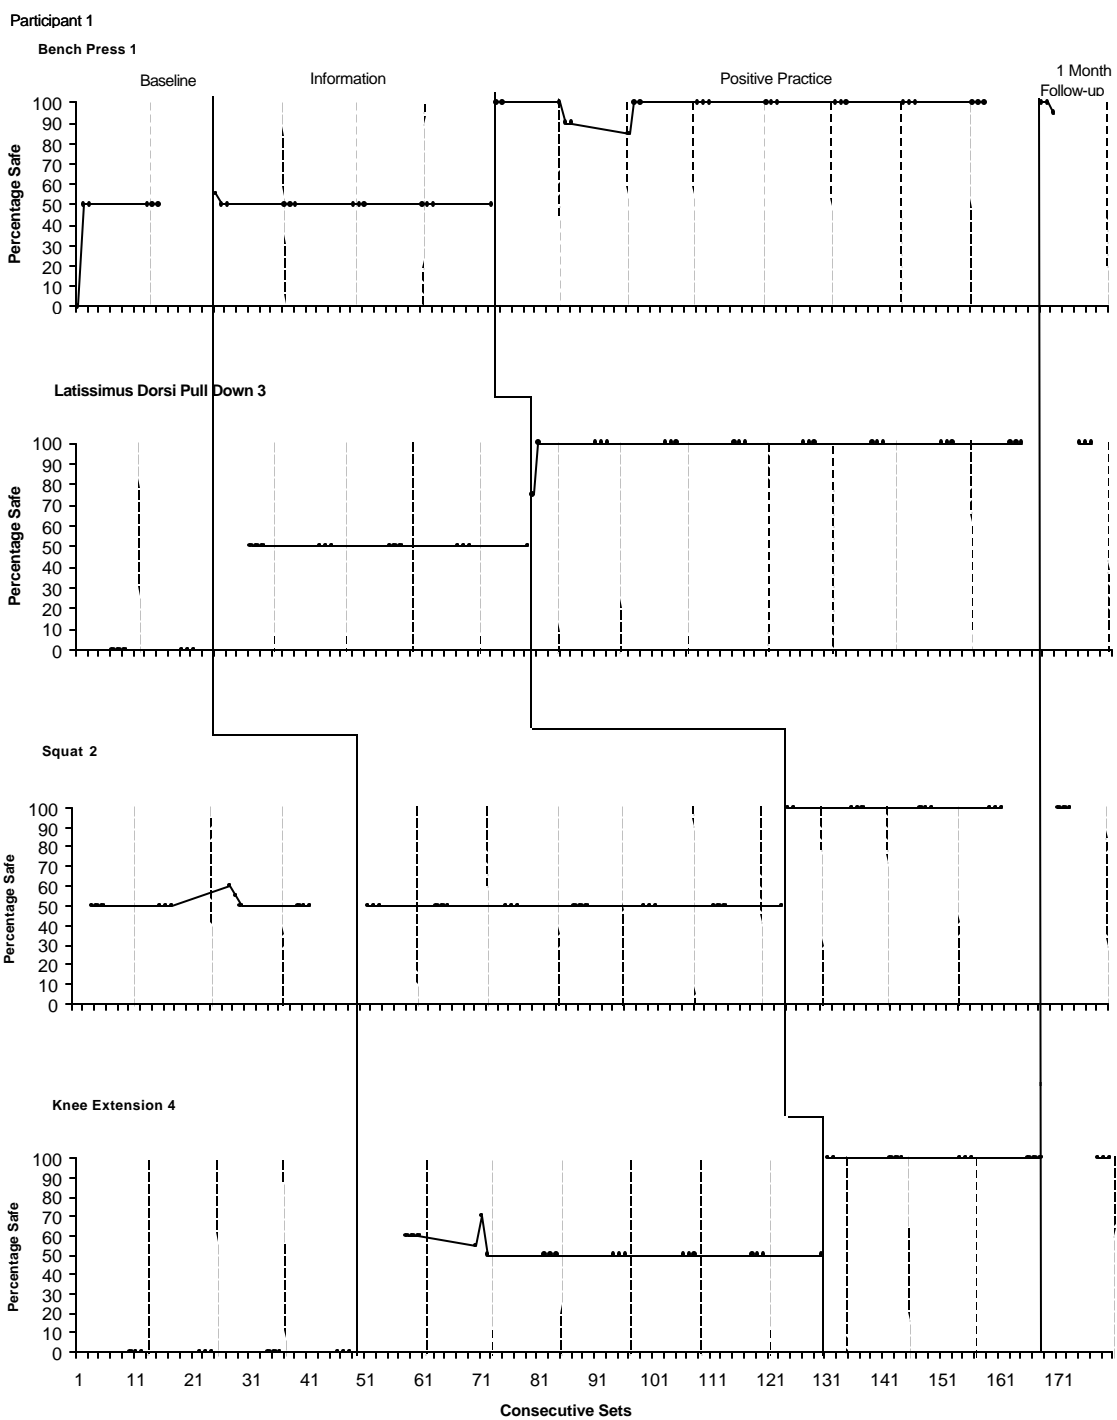 Participant 1
Bench Press 1
Baseline
Information
Positive Practice
1 Month
Follow-up
Percentage Safe
100
90
80
70
60
50
40
30
20
10
0
Latissimus Dorsi Pull Down 3
Percentage Safe
100
90
80
70
60
50
40
30
20
10
0
Squat 2
Percentage Safe
100
90
80
70
60
50
40
30
20
10
0
Knee Extension 4
Percentage Safe
100
90
80
70
60
50
40
30
20
10
0
1 11 21 31 41 51 61 71 81 91 101 111 121 131 141 151 161 171
Consecutive Sets